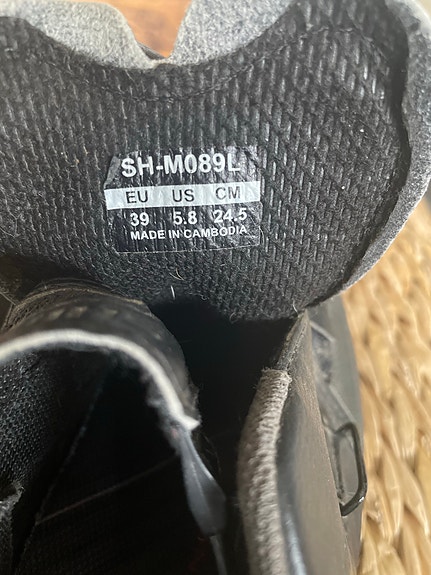 SH-M089L
EU US CM
39 5.8 24.5
MADE IN CAMBODIA